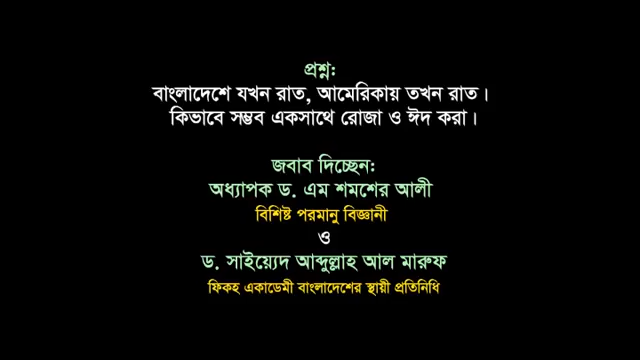 প্রশ্ন:
বাংলাদেশে যখন রাত, আমেরিকায় তখন রাত।
কিভাবে সম্ভব একসাথে রোজা ও ঈদ করা।
জবাব দিচ্ছেন:
অধ্যাপক ড. এম শমশের আলী
বিশিষ্ট পরমানু বিজ্ঞানী
ও
ড. সাইয়্যেদ আব্দুল্লাহ আল মারুফ
ফিকহ একাডেমী বাংলাদেশের স্থায়ী প্রতিনিধি